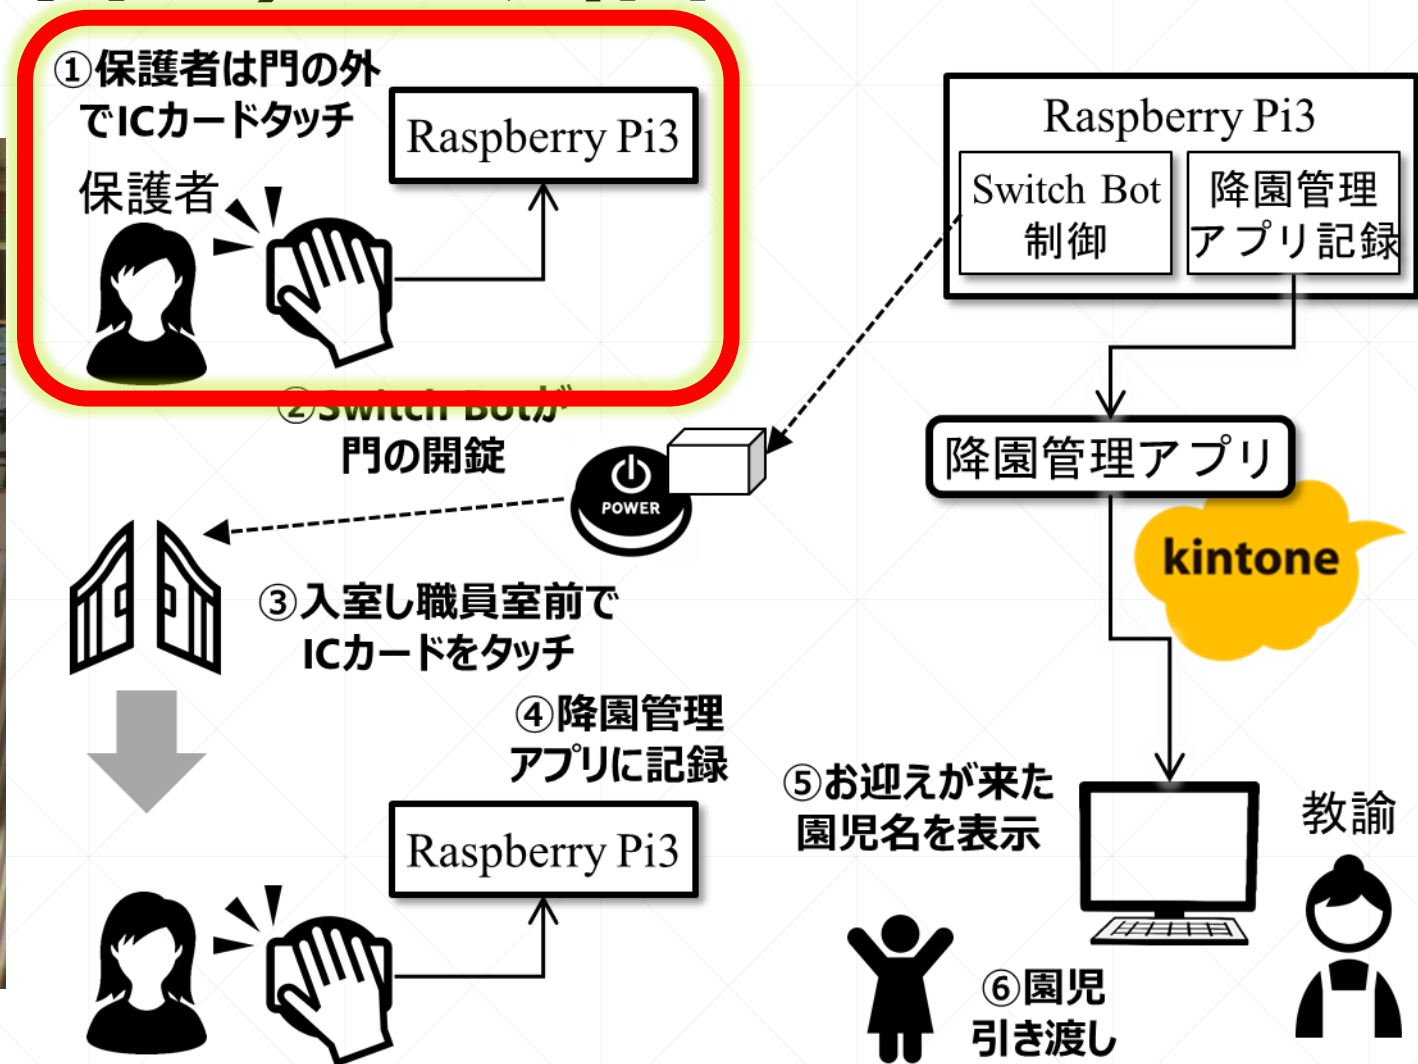 ①保護者は門の外
でICカードタッチ
保護者
Raspberry Pi3
Raspberry Pi3
Switch Bot
制御
降園管理
アプリ記録
②Switch Botが
門の開錠
POWER
降園管理アプリ
kintone
③入室し職員室前で
ICカードをタッチ
④降園管理
アプリに記録
Raspberry Pi3
⑤お迎えが来た
園児名を表示
教諭
⑥園児
引き渡し